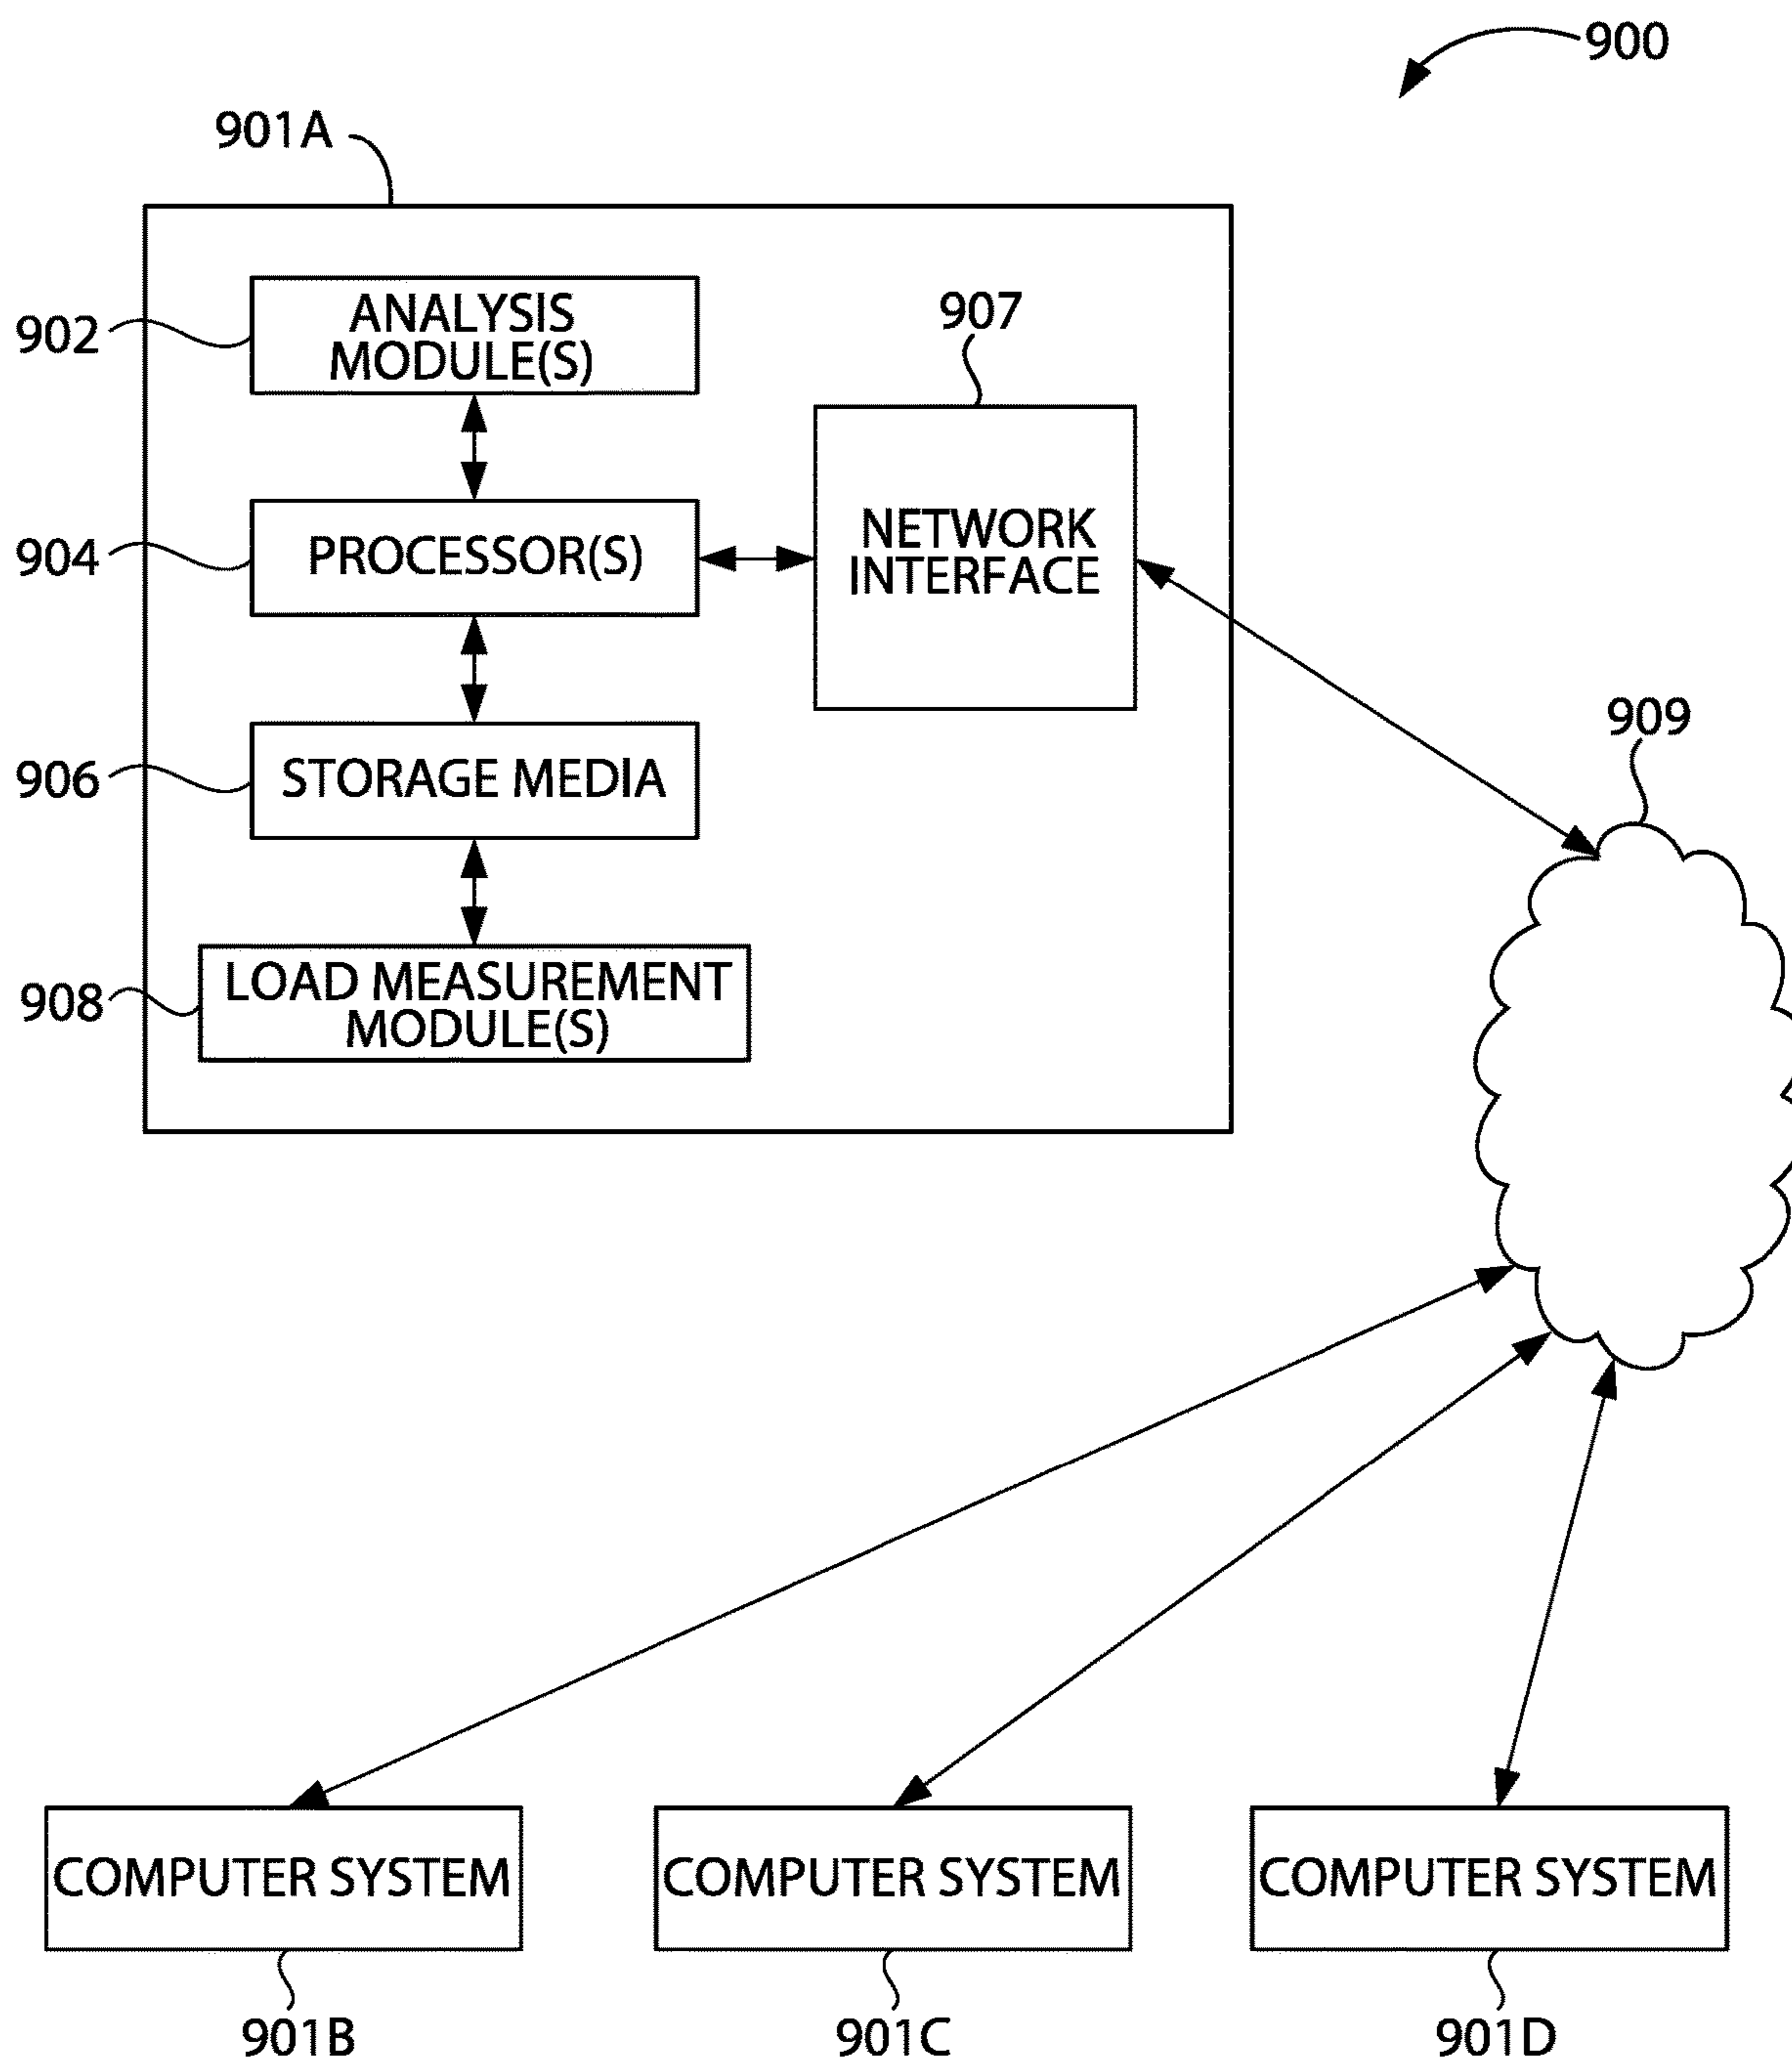 900
901A
ANALYSIS
MODULE(S)
902
907
PROCESSOR(S)
904
NETWORK
INTERFACE
STORAGE MEDIA
906
909
LOAD MEASUREMENT
MODULE(S)
908
COMPUTER SYSTEM
COMPUTER SYSTEM
COMPUTER SYSTEM
901B
901C
901D